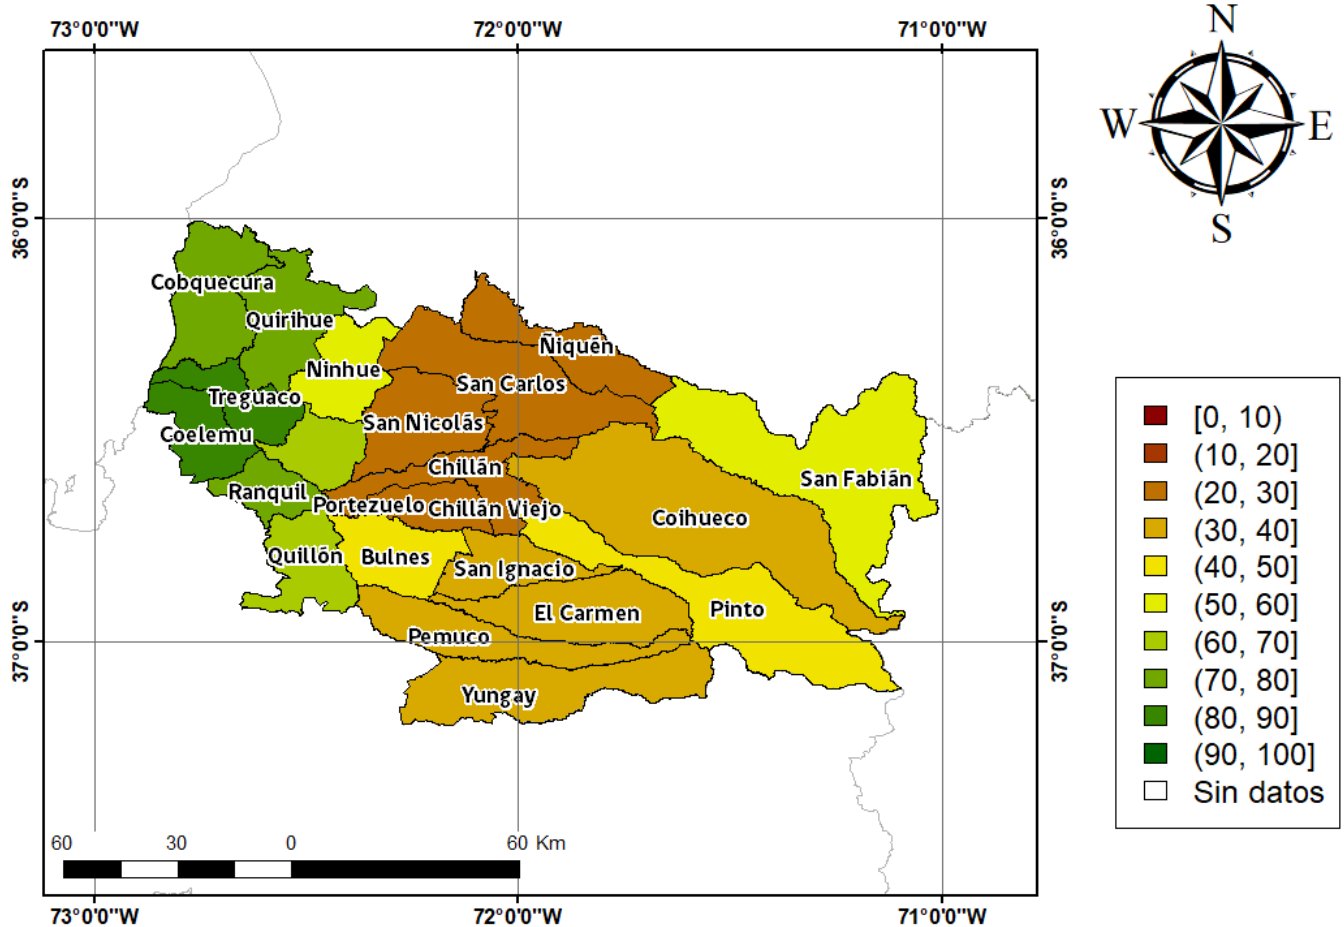 73°0'0"W 72°0'0"W 71°0'0"W
N
W E
S
36°0'0"S 36°0'0"S
Cobquecura
Quirihue
Ñiquén
Ninhue
San Carlos
Treguaco
San Nicolás
Coelemu
Chillán
San Fabián
Ranquil
Portezuelo
Chillán Viejo
Coihueco
Quillón
Bulnes
San Ignacio
El Carmen
Pinto
Pemuco
37°0'0"S 37°0'0"S
Yungay
[0, 10)
(10, 20]
(20, 30]
(30, 40]
(40, 50]
(50, 60]
(60, 70]
(70, 80]
(80, 90]
(90, 100]
Sin datos
60 30 0 60 Km
73°0'0"W 72°0'0"W 71°0'0"W